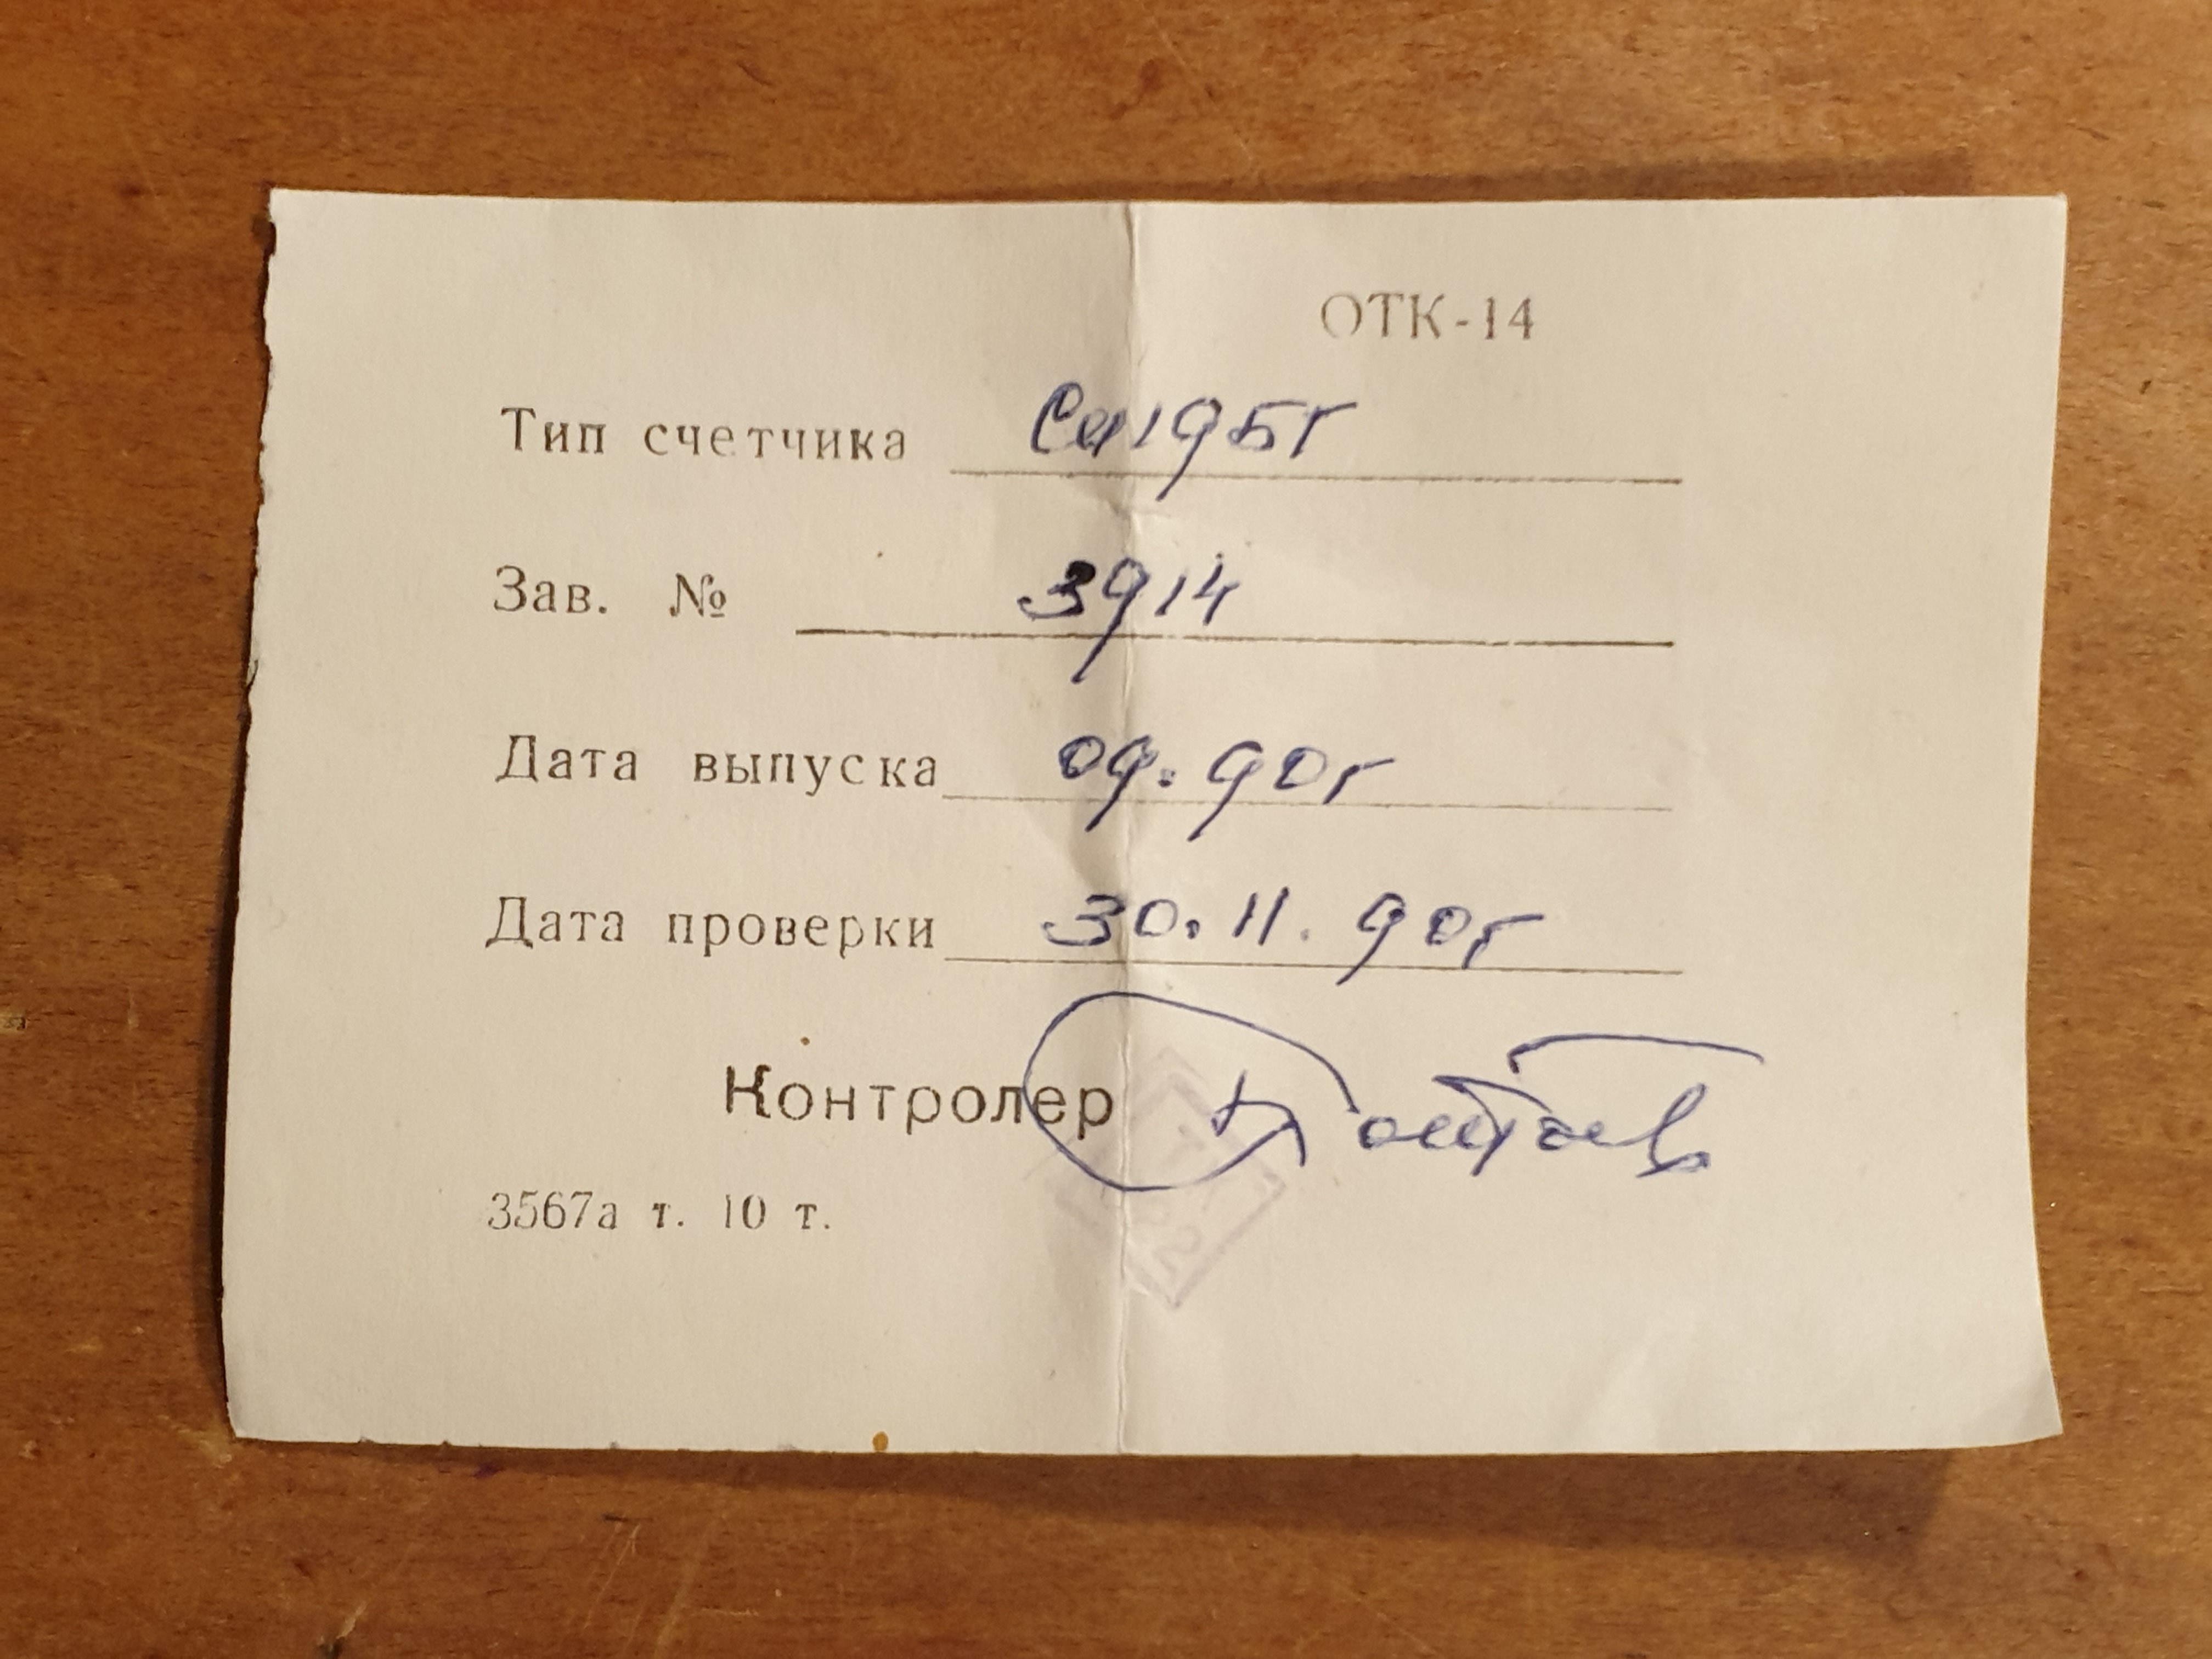 ОТК-14
Тип счетчика Са195г
Зав. № 3914
Дата выпуска 09.90г
Дата проверки 30.11.90г
Контролер
3567а т. 10 т.